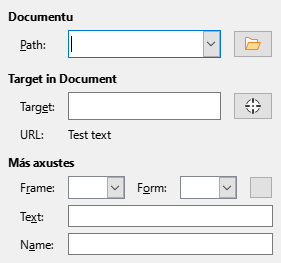 Documentu
Path:
Target in Document
Target:
URL: Test text
Más axustes
Frame: Form:
Text:
Name: